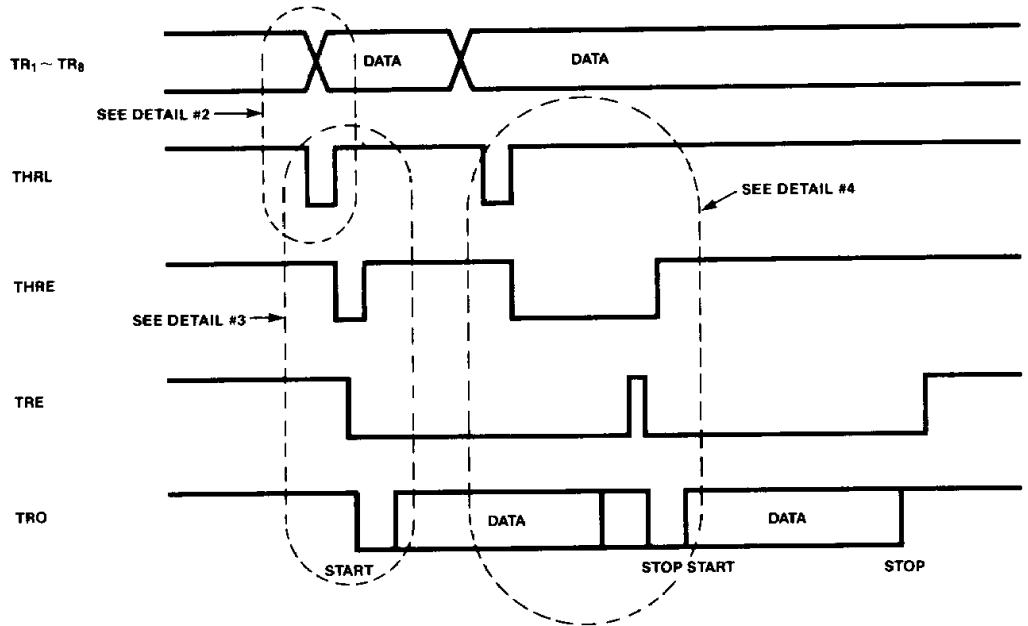 TR₁ ~ TR₈ DATA DATA
SEE DETAIL #2
THRL
SEE DETAIL #4
THRE
SEE DETAIL #3
TRE
TRO DATA DATA
START STOP START STOP